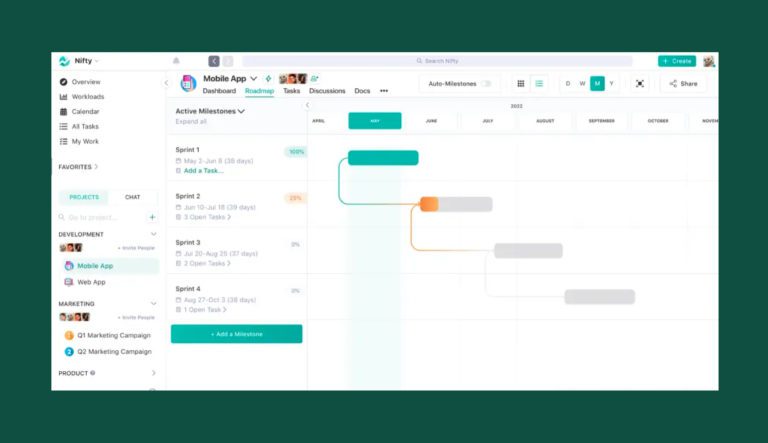 Nifty
Search Nifty
+ Create
Overview
Workloads
Calendar
All Tasks
My Work
FAVORITES >
PROJECTS
CHAT
Go to project...
+
DEVELOPMENT
+ Invite People
Mobile App
Web App
MARKETING
+ Invite People
1 Q1 Marketing Campaign
2 Q2 Marketing Campaign
PRODUCT
Mobile App
Dashboard
Roadmap
Tasks
Discussions
Docs
•••
Auto-Milestones
D
W
M
Y
Share
Active Milestones
Expand all
2022
APRIL
MAY
JUNE
JULY
AUGUST
SEPTEMBER
OCTOBER
NOVEM
Sprint 1
100%
May 2-Jun 8 (38 days)
Add a Task...
Sprint 2
25%
Jun 10-Jul 18 (39 days)
3 Open Tasks >
Sprint 3
0%
Jul 20-Aug 25 (37 days)
2 Open Tasks >
Sprint 4
0%
Aug 27-Oct 3 (38 days)
1 Open Task >
+ Add a Milestone